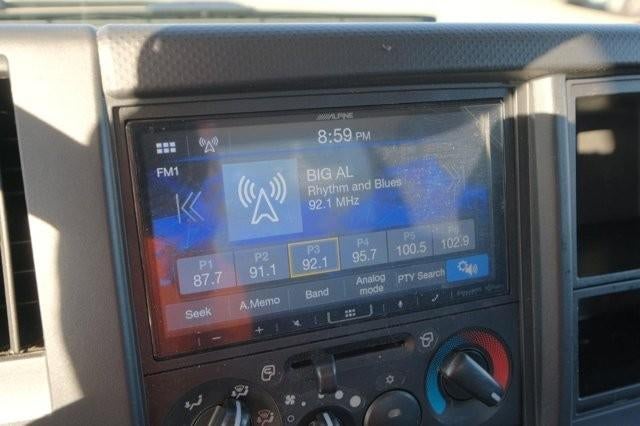 ALPINE
8:59 PM
FM1
BIG AL
Rhythm and Blues
92.1 MHz
P1 P2 P3 P4 P5 P6
87.7 91.1 92.1 95.7 100.5 102.9
Seek A.Memo Band Analog mode PTY Search
- +